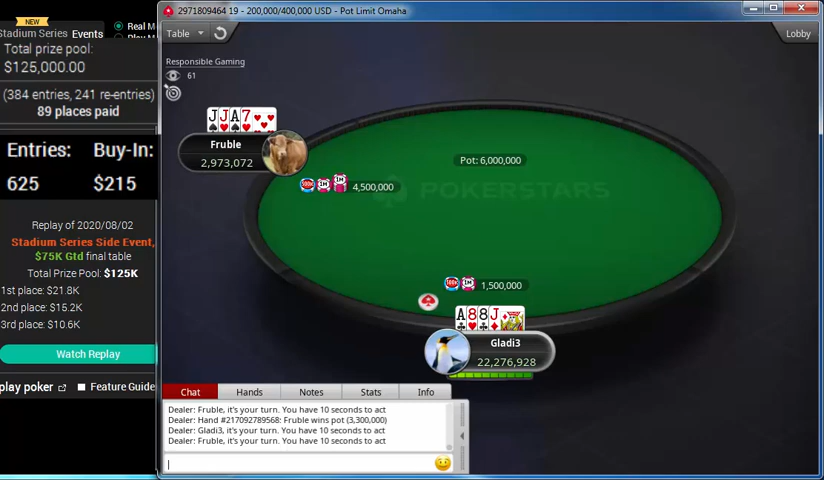 2971809464 19 - 200,000/400,000 USD - Pot Limit Omaha
NEW
Stadium Series Events
Real M
Total prize pool:
$125,000.00
(384 entries, 241 re-entries)
89 places paid
Entries: Buy-In:
625 $215
Replay of 2020/08/02
Stadium Series Side Event,
$75K Gtd final table
Total Prize Pool: $125K
1st place: $21.8K
2nd place: $15.2K
3rd place: $10.6K
Watch Replay
play poker
Feature Guide
Table
Lobby
Responsible Gaming
61
J J A 7
Fruble
2,973,072
100K 1M 1M 4,500,000
Pot: 6,000,000
POKERSTARS
1,500,000
A 8 8 J
Gladi3
22,276,928
Chat Hands Notes Stats Info
Dealer: Fruble, it's your turn. You have 10 seconds to act
Dealer: Hand #217092789568: Fruble wins pot (3,300,000)
Dealer: Gladi3, it's your turn. You have 10 seconds to act
Dealer: Fruble, it's your turn. You have 10 seconds to act